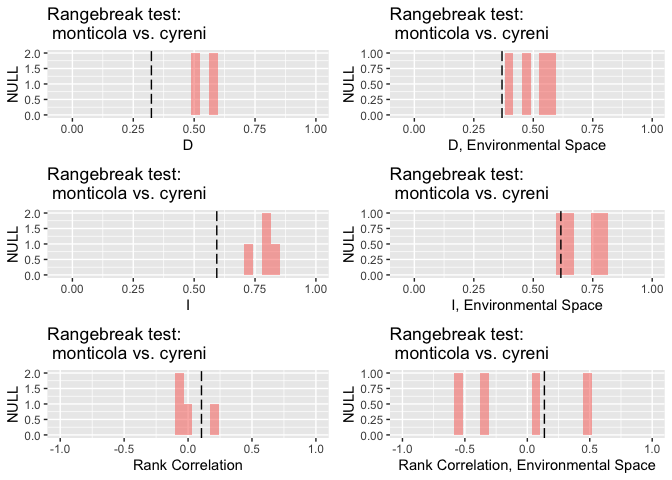 Rangebreak test:
monticola vs. cyreni
2.0
1.5
1.0
0.5
0.0
NULL
0.00 0.25 0.50 0.75 1.00
D
Rangebreak test:
monticola vs. cyreni
1.00
0.75
0.50
0.25
0.00
NULL
0.00 0.25 0.50 0.75 1.00
D, Environmental Space
Rangebreak test:
monticola vs. cyreni
2.0
1.5
1.0
0.5
0.0
NULL
0.00 0.25 0.50 0.75 1.00
I
Rangebreak test:
monticola vs. cyreni
1.00
0.75
0.50
0.25
0.00
NULL
0.00 0.25 0.50 0.75 1.00
I, Environmental Space
Rangebreak test:
monticola vs. cyreni
2.0
1.5
1.0
0.5
0.0
NULL
-1.0 -0.5 0.0 0.5 1.0
Rank Correlation
Rangebreak test:
monticola vs. cyreni
1.00
0.75
0.50
0.25
0.00
NULL
-1.0 -0.5 0.0 0.5 1.0
Rank Correlation, Environmental Space